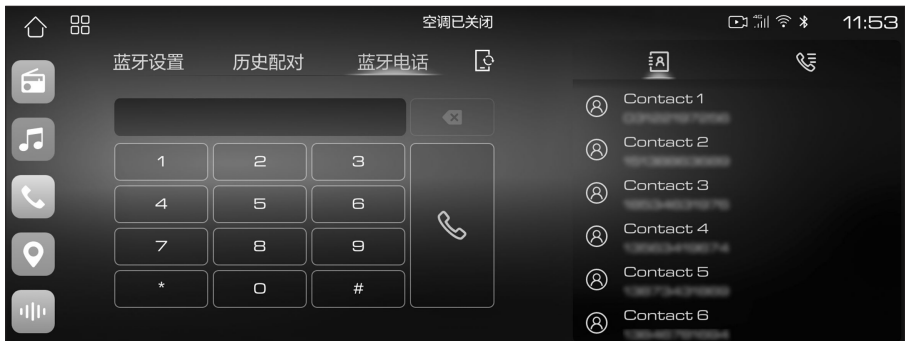 空调已关闭
4G
11:53
蓝牙设置 历史配对 蓝牙电话
1 2 3
4 5 6
7 8 9
* 0 #
Contact 1
Contact 2
Contact 3
Contact 4
Contact 5
Contact 6